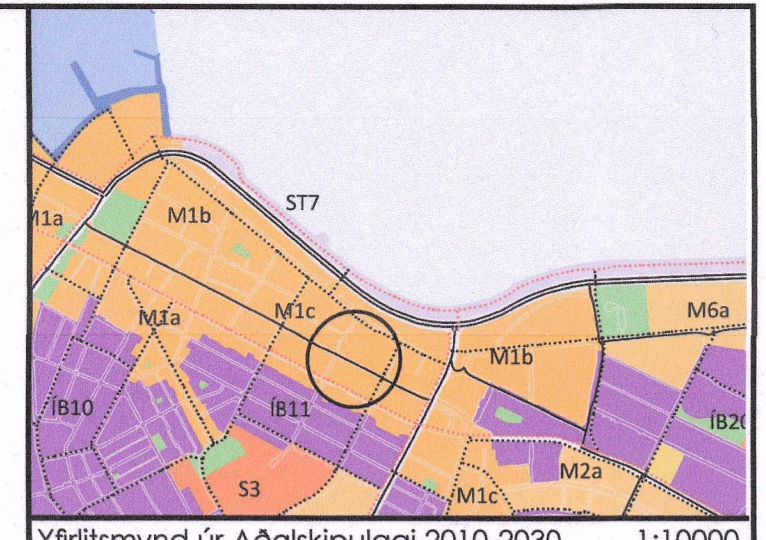 ST7
M1b
M1a
M1c
M6a
M1a
M1b
ÍB10
ÍB11
ÍB20
M2a
S3
M1c
Yfirlitsmynd úr Aðalskipulagi 2010-2030 1:10000